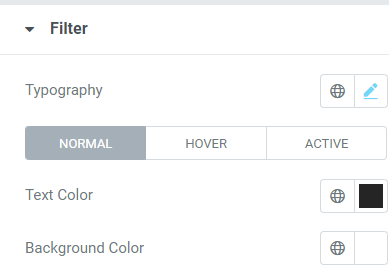 Filter
Typography
NORMAL HOVER ACTIVE
Text Color
Background Color